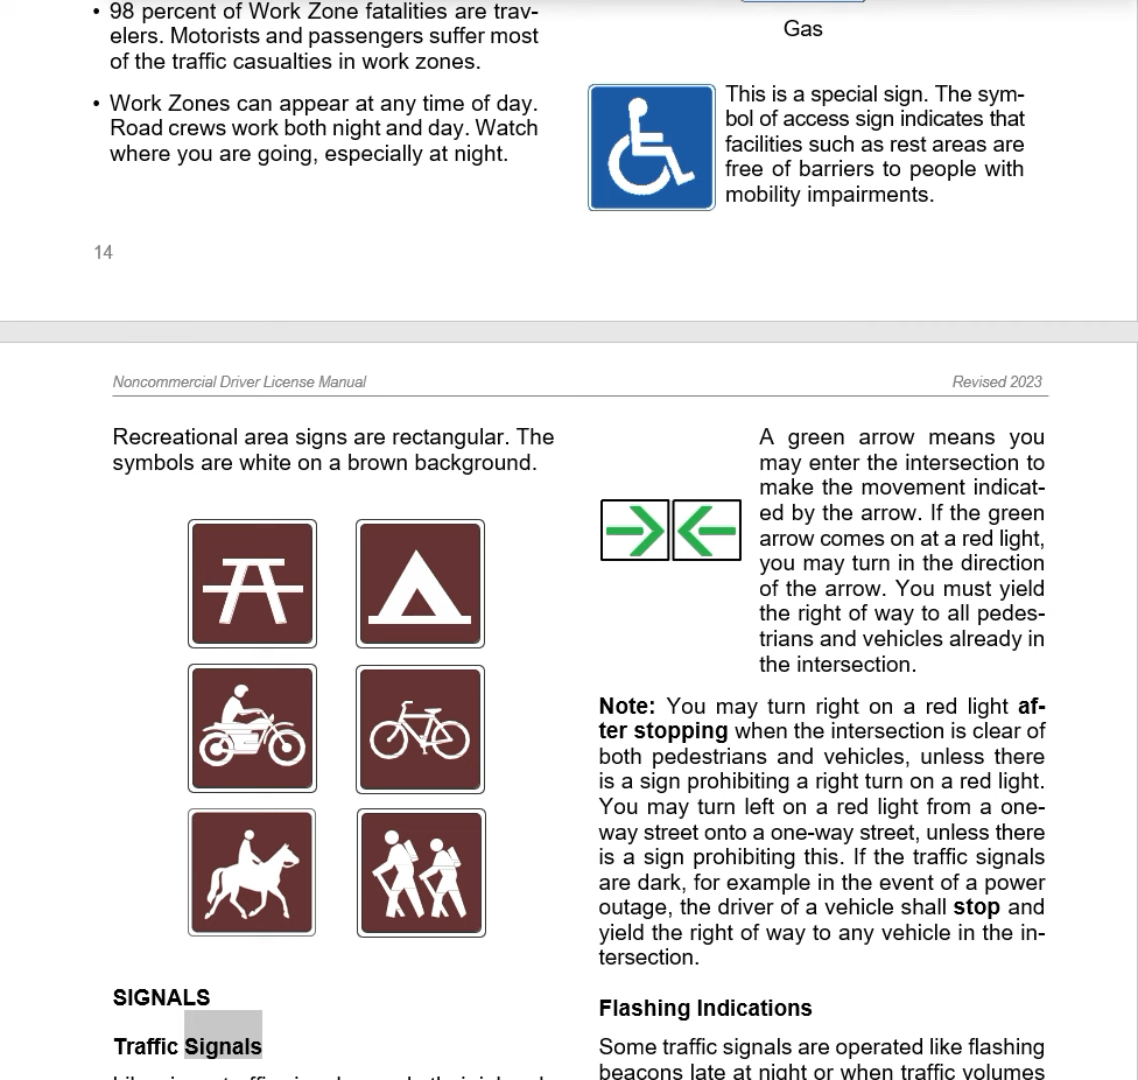 • 98 percent of Work Zone fatalities are trav-
elers. Motorists and passengers suffer most
of the traffic casualties in work zones.
• Work Zones can appear at any time of day.
Road crews work both night and day. Watch
where you are going, especially at night.
Gas
This is a special sign. The sym-
bol of access sign indicates that
facilities such as rest areas are
free of barriers to people with
mobility impairments.
14
Noncommercial Driver License Manual
Revised 2023
Recreational area signs are rectangular. The
symbols are white on a brown background.
SIGNALS
Traffic Signals
A green arrow means you
may enter the intersection to
make the movement indicat-
ed by the arrow. If the green
arrow comes on at a red light,
you may turn in the direction
of the arrow. You must yield
the right of way to all pedes-
trians and vehicles already in
the intersection.
Note: You may turn right on a red light af-
ter stopping when the intersection is clear of
both pedestrians and vehicles, unless there
is a sign prohibiting a right turn on a red light.
You may turn left on a red light from a one-
way street onto a one-way street, unless there
is a sign prohibiting this. If the traffic signals
are dark, for example in the event of a power
outage, the driver of a vehicle shall stop and
yield the right of way to any vehicle in the in-
tersection.
Flashing Indications
Some traffic signals are operated like flashing
beacons late at night or when traffic volumes